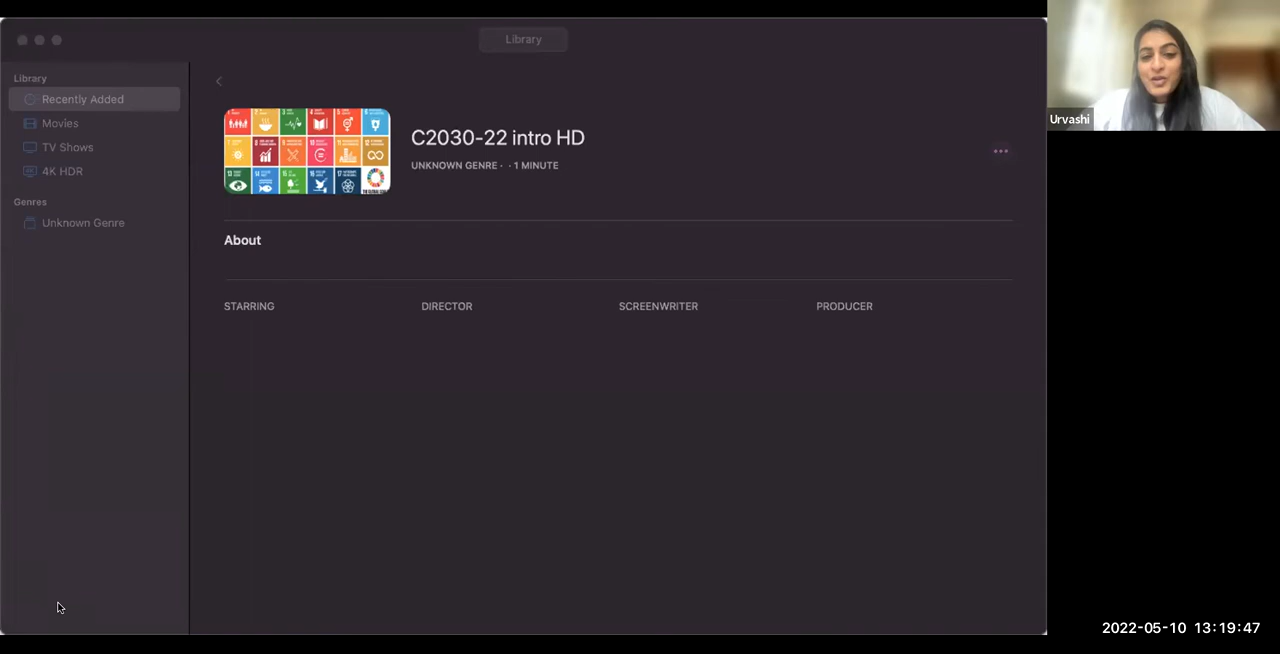 Library
Library
Recently Added
Movies
TV Shows
4K HDR
Genres
Unknown Genre
C2030-22 intro HD
UNKNOWN GENRE · · 1 MINUTE
About
STARRING
DIRECTOR
SCREENWRITER
PRODUCER
Urvashi
2022-05-10 13:19:47